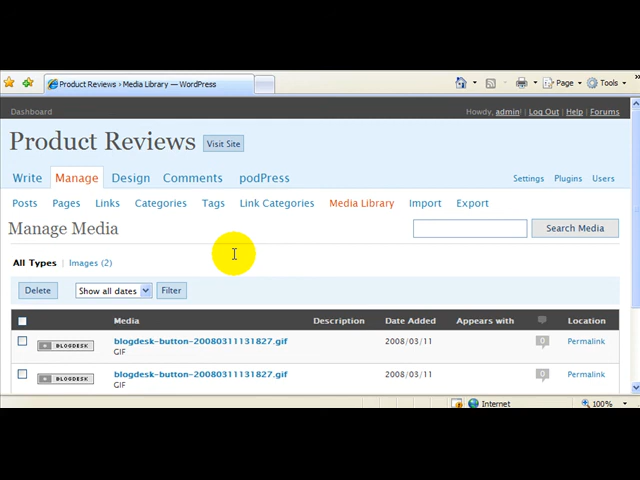 Product Reviews › Media Library — WordPress
Page
Tools
Dashboard
Howdy, admin! | Log Out | Help | Forums
Product Reviews
Visit Site
Write Manage Design Comments podPress
Settings Plugins Users
Posts Pages Links Categories Tags Link Categories Media Library Import Export
Manage Media
Search Media
All Types | Images (2)
Delete Show all dates Filter
Media Description Date Added Appears with Location
BLOGDESK blogdesk-button-20080311131827.gif 2008/03/11 0 Permalink
GIF
BLOGDESK blogdesk-button-20080311131827.gif 2008/03/11 0 Permalink
GIF
Internet 100%